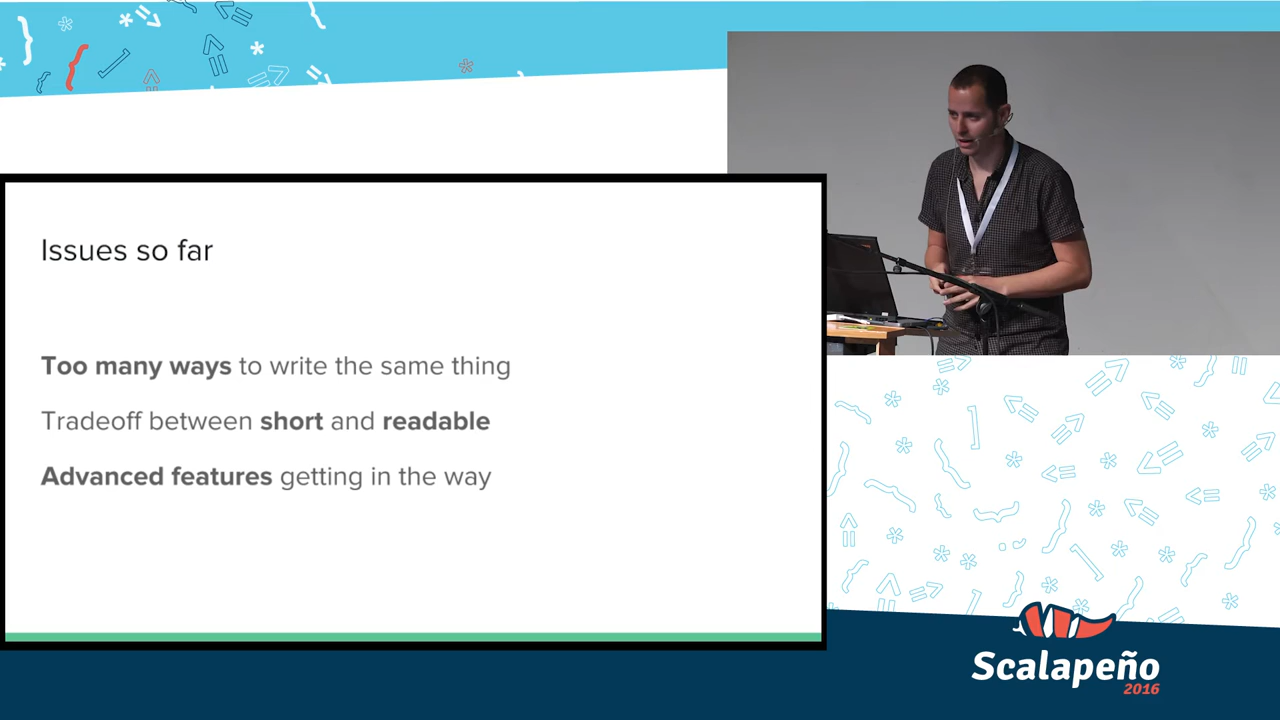 Issues so far
Too many ways to write the same thing
Tradeoff between short and readable
Advanced features getting in the way
Scalapeño
2016